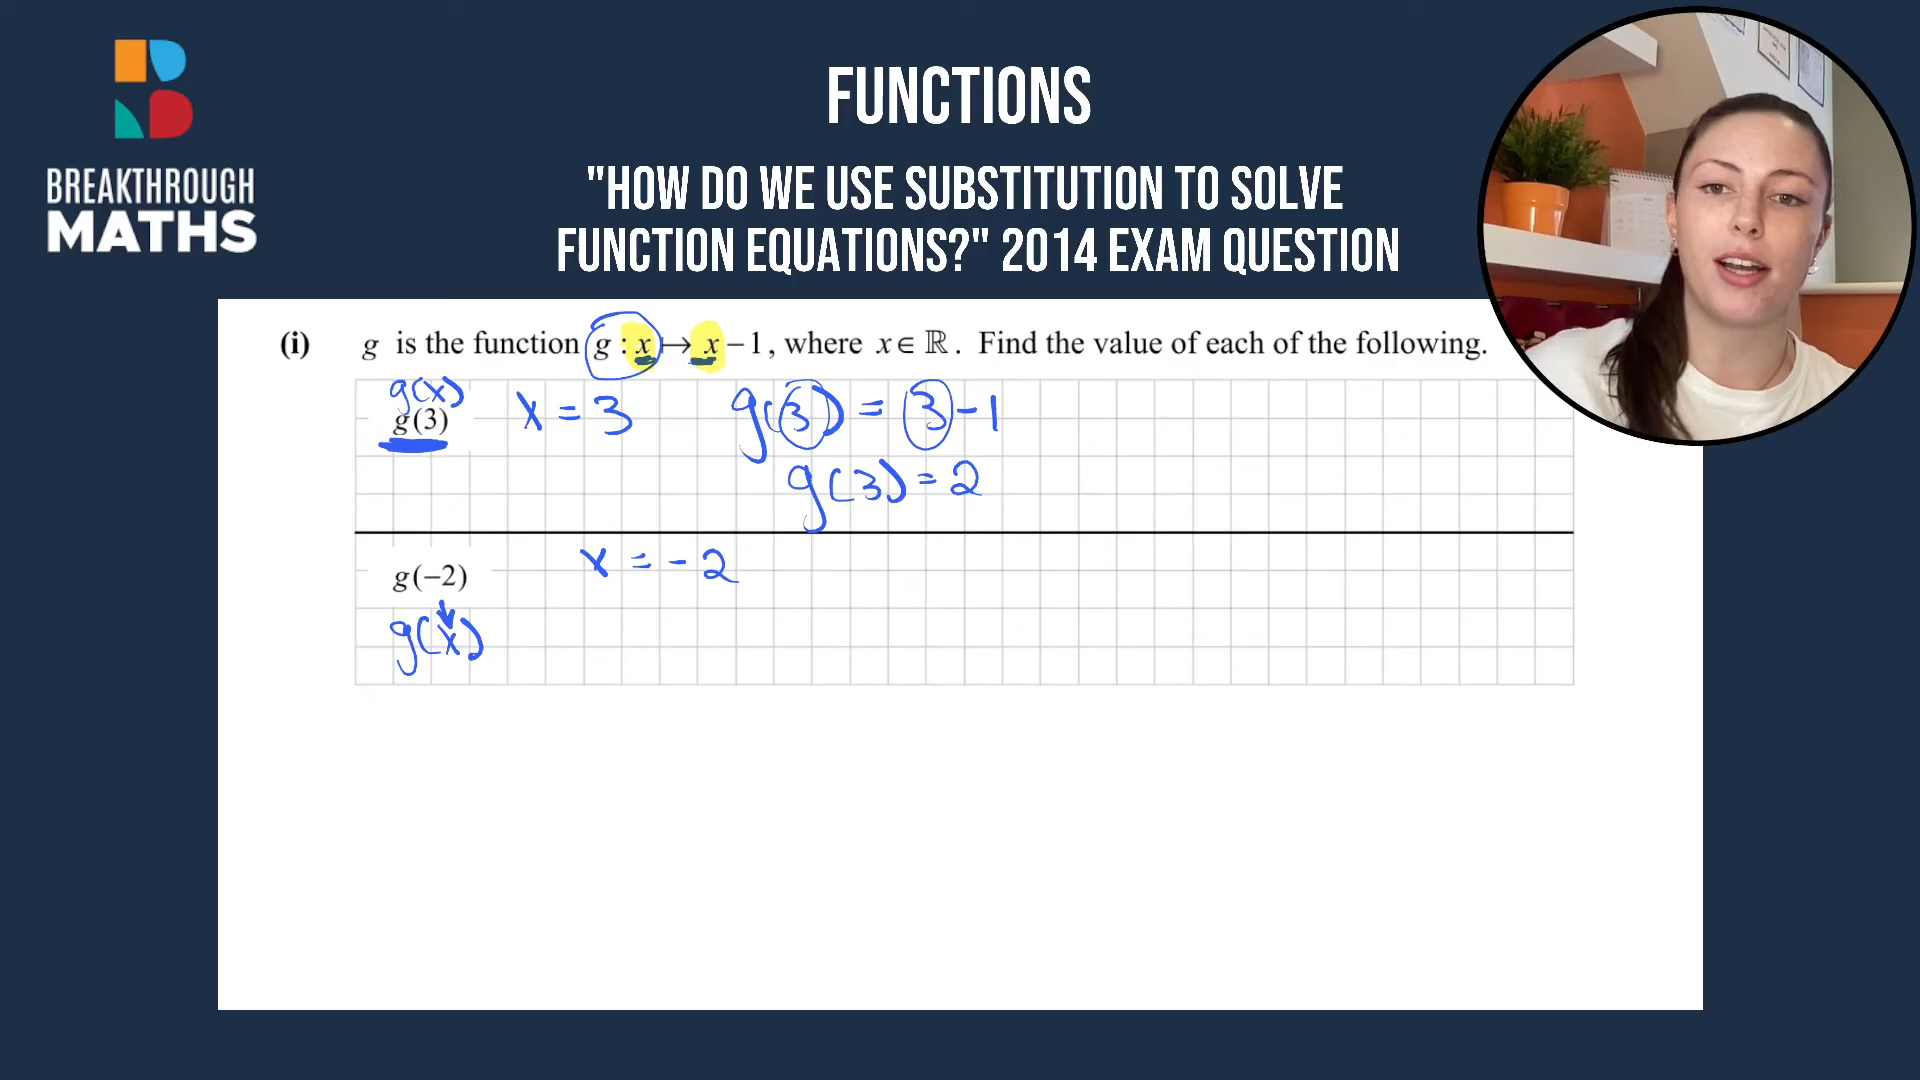 FUNCTIONS
BREAKTHROUGH
MATHS
"HOW DO WE USE SUBSTITUTION TO SOLVE
FUNCTION EQUATIONS?" 2014 EXAM QUESTION
(i) g is the function g : x ↦ x − 1, where x ∈ ℝ. Find the value of each of the following.
g(x)
g(3) x = 3 g(3) = 3 - 1
g(3) = 2
g(−2) x = - 2
g(x)